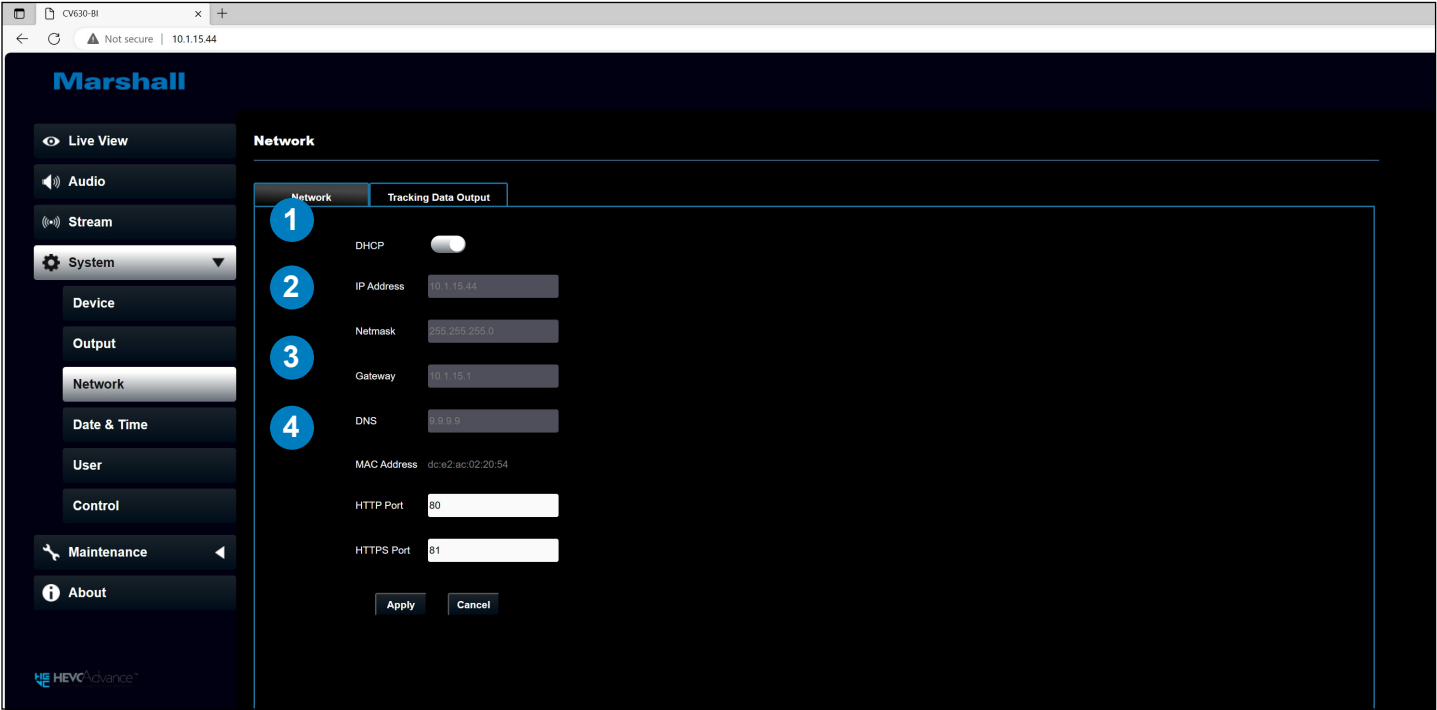 CV630-BI
Not secure | 10.1.15.44
Marshall
Live View
Audio
Stream
System
Device
Output
Network
Date & Time
User
Control
Maintenance
About
HEVC Advance™
Network
Network Tracking Data Output
1
DHCP
2 IP Address 10.1.15.44
Netmask 255.255.255.0
3
Gateway 10.1.15.1
4 DNS 9.9.9.9
MAC Address dc:e2:ac:02:20:54
HTTP Port 80
HTTPS Port 81
Apply Cancel